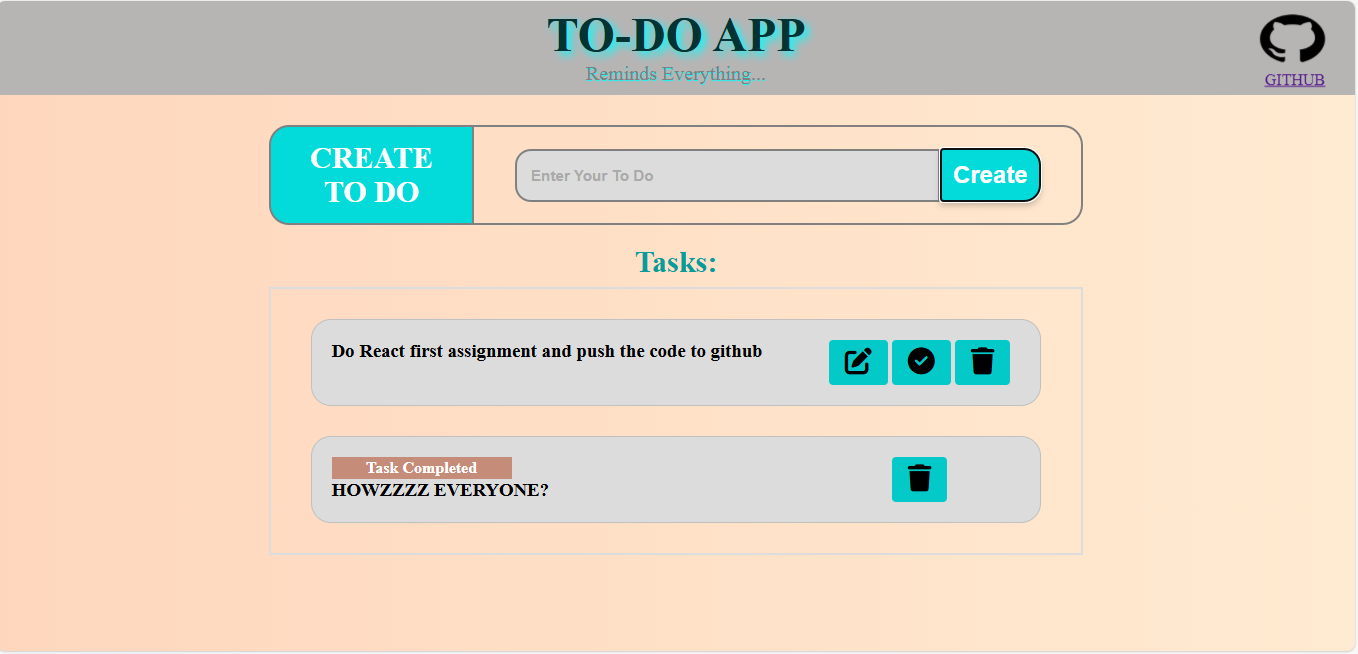 TO-DO APP
Reminds Everything...
GITHUB
CREATE
TO DO
Enter Your To Do
Create
Tasks:
Do React first assignment and push the code to github
Task Completed
HOWZZZZ EVERYONE?